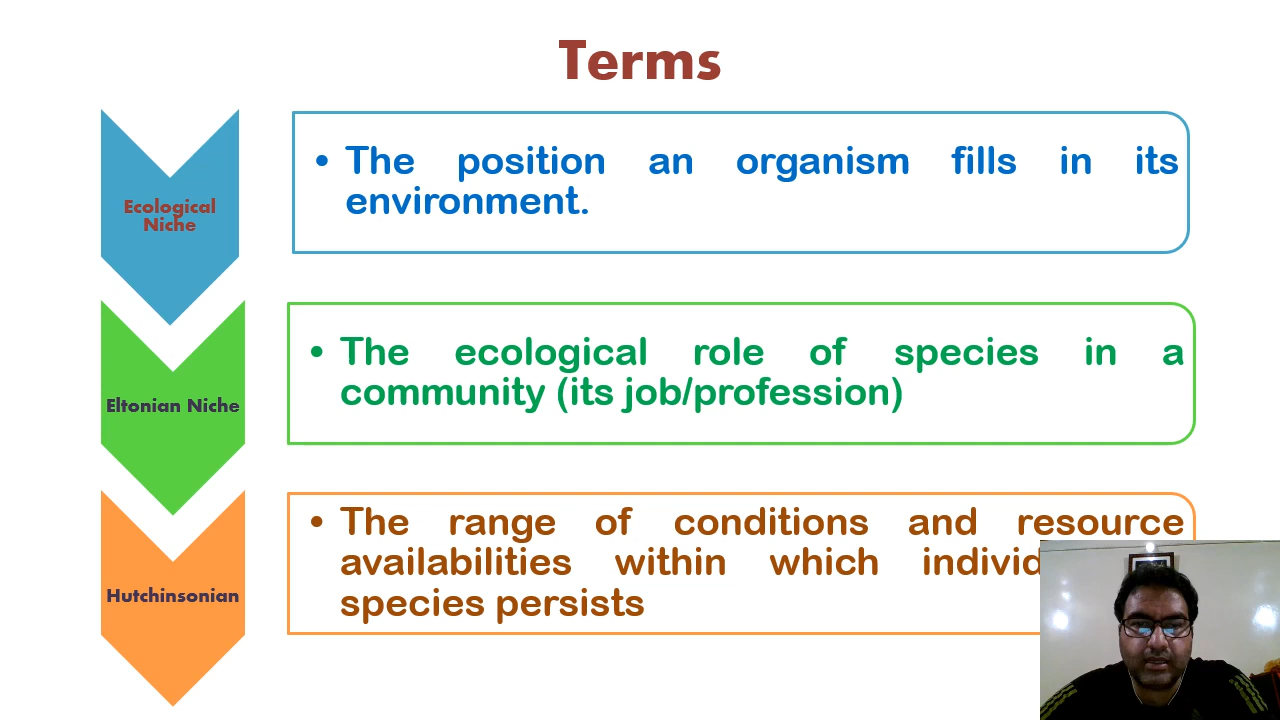 Terms
Ecological
Niche
• The position an organism fills in its
environment.
Eltonian Niche
• The ecological role of species in a
community (its job/profession)
Hutchinsonian
• The range of conditions and resource
availabilities within which
species persists